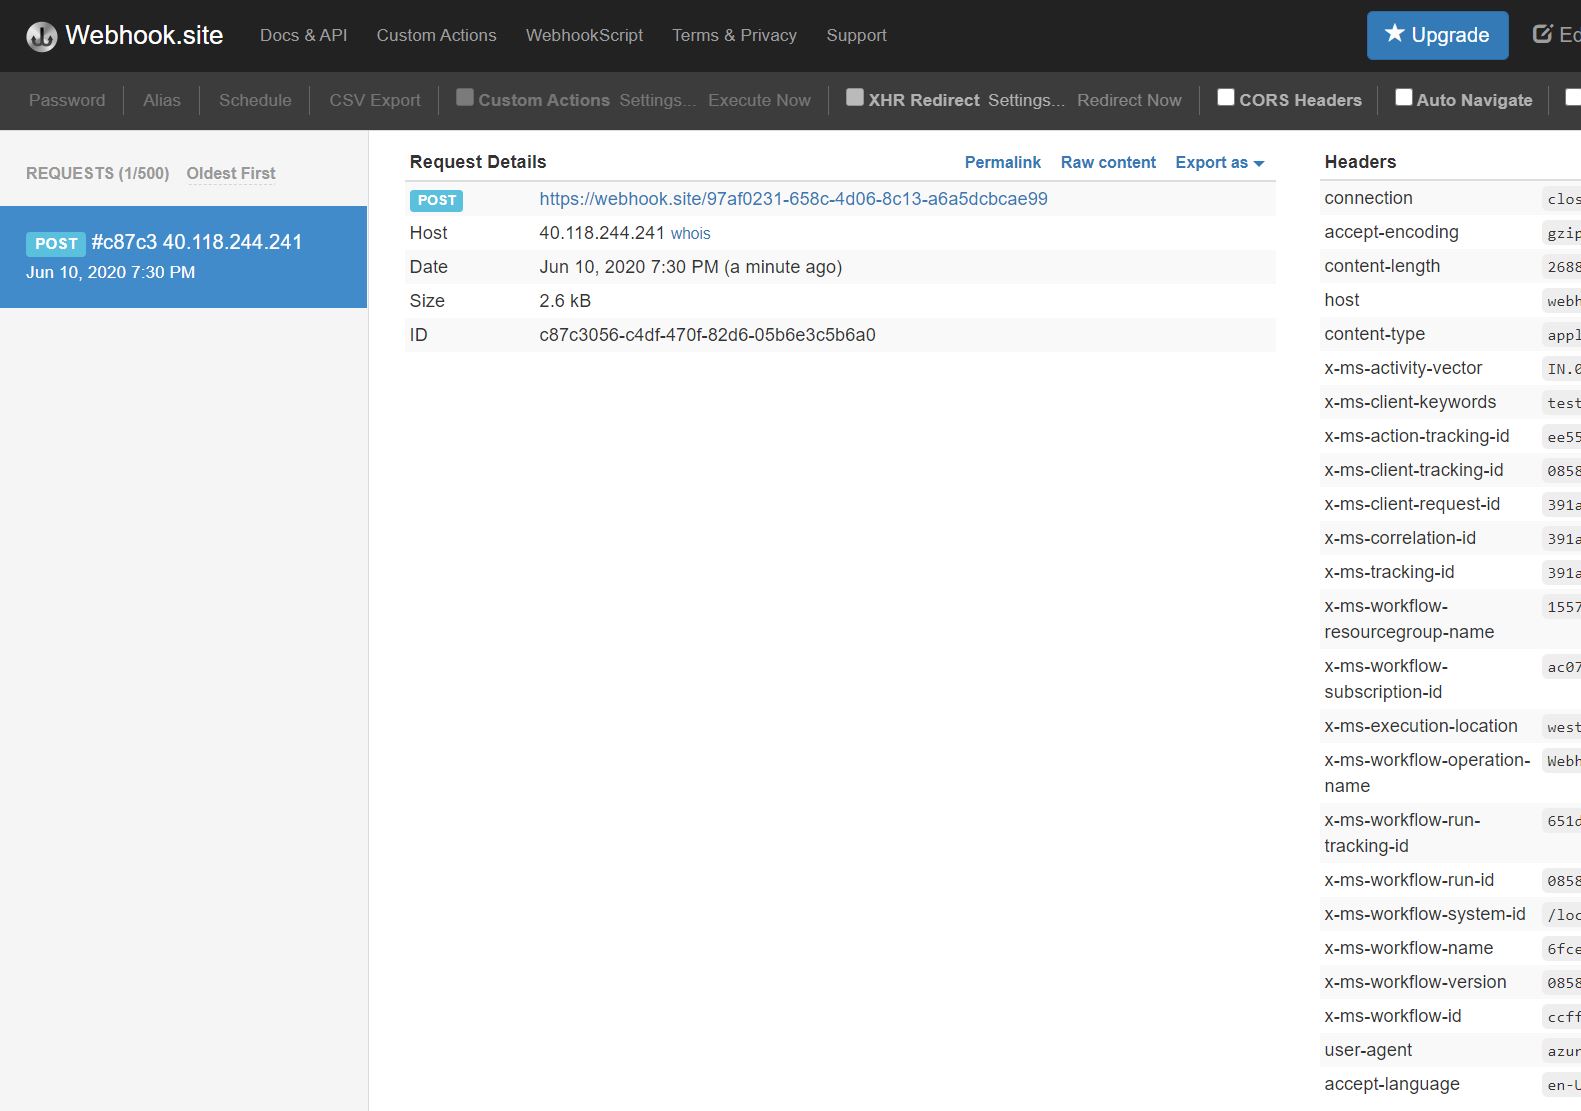 Webhook.site Docs & API Custom Actions WebhookScript Terms & Privacy Support Upgrade
Password Alias Schedule CSV Export Custom Actions Settings... Execute Now XHR Redirect Settings... Redirect Now CORS Headers Auto Navigate
REQUESTS (1/500) Oldest First
POST #c87c3 40.118.244.241
Jun 10, 2020 7:30 PM
Request Details Permalink Raw content Export as
POST https://webhook.site/97af0231-658c-4d06-8c13-a6a5dcbcae99
Host 40.118.244.241 whois
Date Jun 10, 2020 7:30 PM (a minute ago)
Size 2.6 kB
ID c87c3056-c4df-470f-82d6-05b6e3c5b6a0
Headers
connection clos
accept-encoding gzip
content-length 2688
host webh
content-type appl
x-ms-activity-vector IN.0
x-ms-client-keywords test
x-ms-action-tracking-id ee55
x-ms-client-tracking-id 0858
x-ms-client-request-id 391a
x-ms-correlation-id 391a
x-ms-tracking-id 391a
x-ms-workflow- 1557
resourcegroup-name
x-ms-workflow- ac07
subscription-id
x-ms-execution-location west
x-ms-workflow-operation- Webh
name
x-ms-workflow-run- 651d
tracking-id
x-ms-workflow-run-id 0858
x-ms-workflow-system-id /loc
x-ms-workflow-name 6fce
x-ms-workflow-version 0858
x-ms-workflow-id ccff
user-agent azur
accept-language en-U